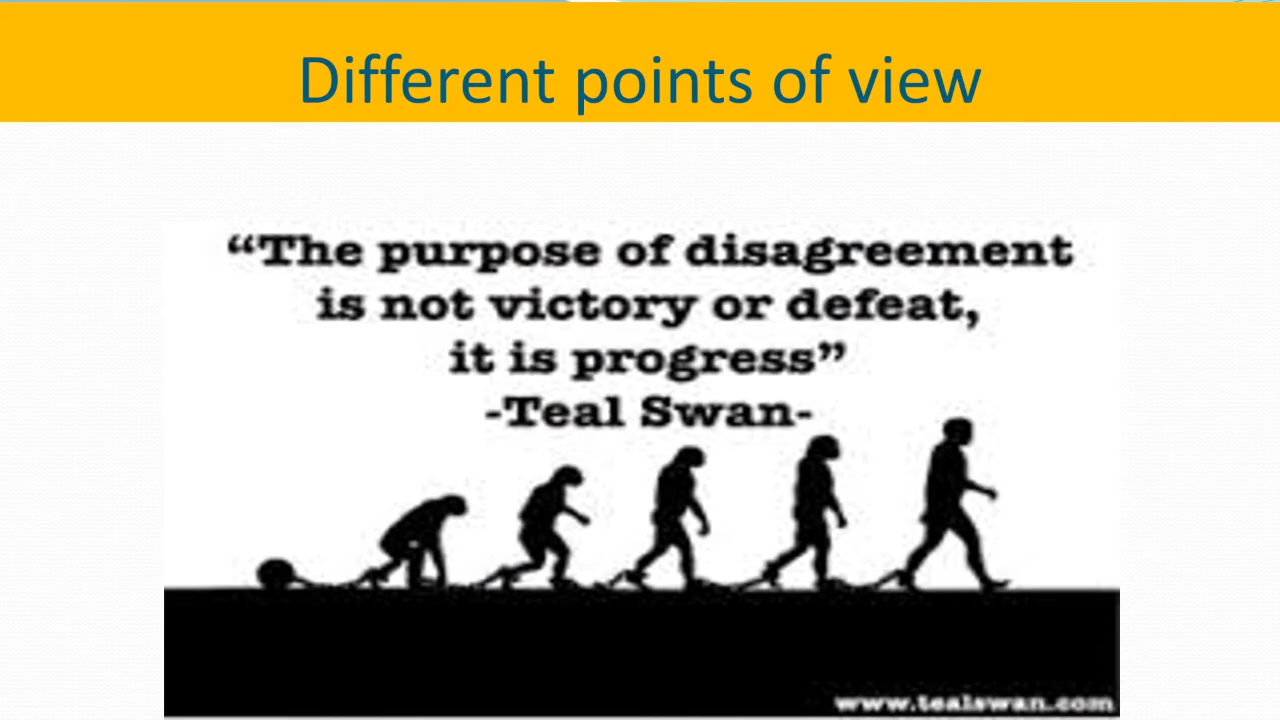 Different points of view
“The purpose of disagreement
is not victory or defeat,
it is progress”
-Teal Swan-
www.tealswan.com